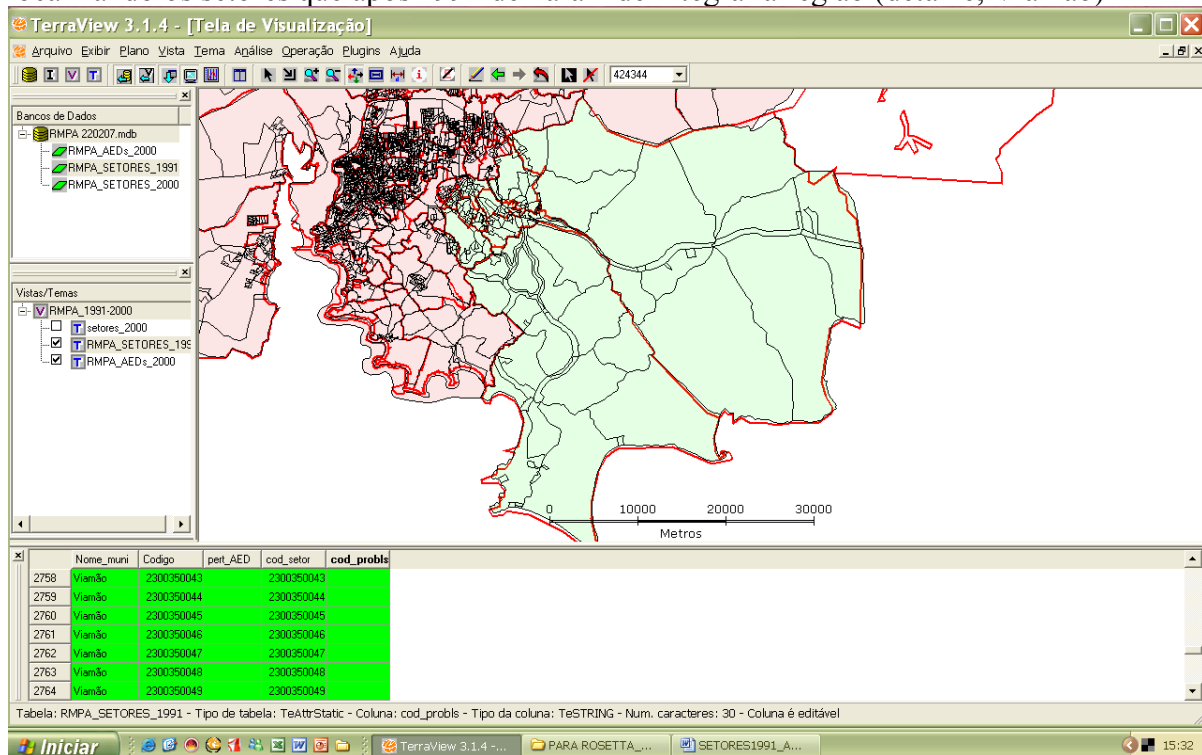 TerraView 3.1.4 - [Tela de Visualização]
Arquivo Exibir Plano Vista Tema Análise Operação Plugins Ajuda
424344
Bancos de Dados
RMPA 220207.mdb
RMPA_AEDs_2000
RMPA_SETORES_1991
RMPA_SETORES_2000
Vistas/Temas
RMPA_1991-2000
setores_2000
RMPA_SETORES_199
RMPA_AEDs_2000
0 10000 20000 30000
Metros
Nome_muni Codigo pert_AED cod_setor cod_probls
2758 Viamão 2300350043 2300350043
2759 Viamão 2300350044 2300350044
2760 Viamão 2300350045 2300350045
2761 Viamão 2300350046 2300350046
2762 Viamão 2300350047 2300350047
2763 Viamão 2300350048 2300350048
2764 Viamão 2300350049 2300350049
Tabela: RMPA_SETORES_1991 - Tipo de tabela: TeAttrStatic - Coluna: cod_probls - Tipo da coluna: TeSTRING - Num. caracteres: 30 - Coluna é editável
Iniciar TerraView 3.1.4 -... PARA ROSETTA_... SETORES1991_A... 15:32